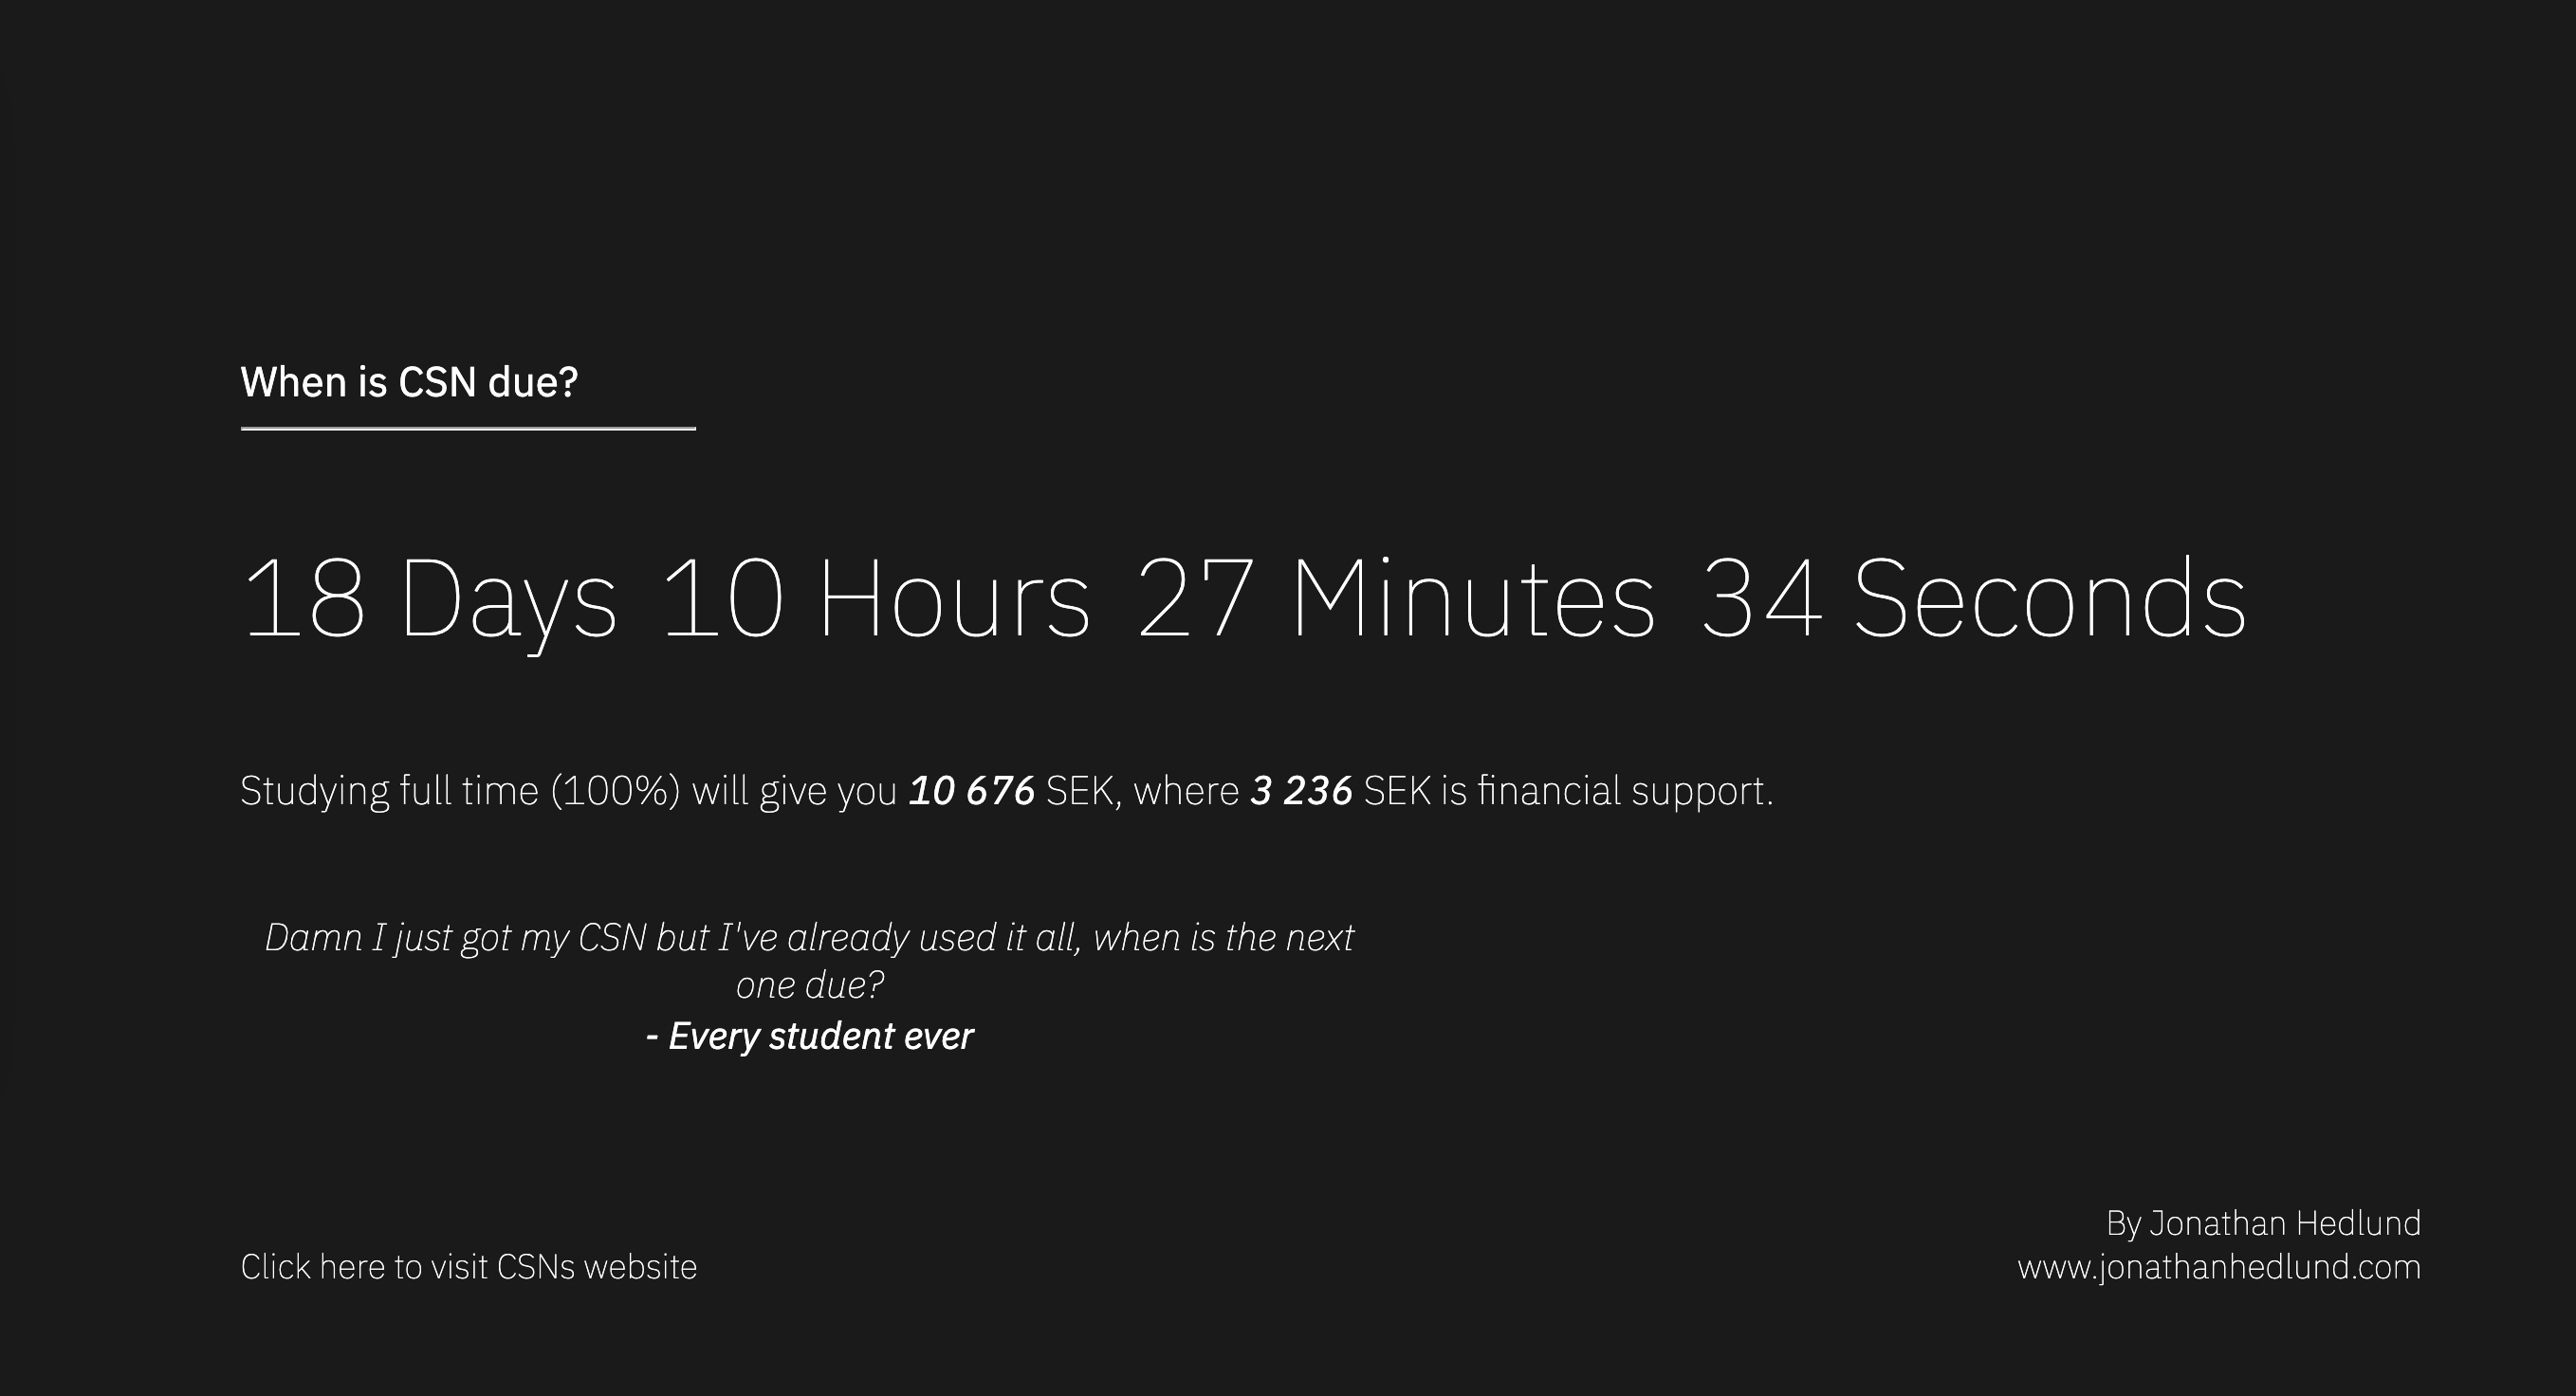 When is CSN due?
18 Days 10 Hours 27 Minutes 34 Seconds
Studying full time (100%) will give you 10 676 SEK, where 3 236 SEK is financial support.
Damn I just got my CSN but I've already used it all, when is the next
one due?
- Every student ever
Click here to visit CSNs website
By Jonathan Hedlund
www.jonathanhedlund.com